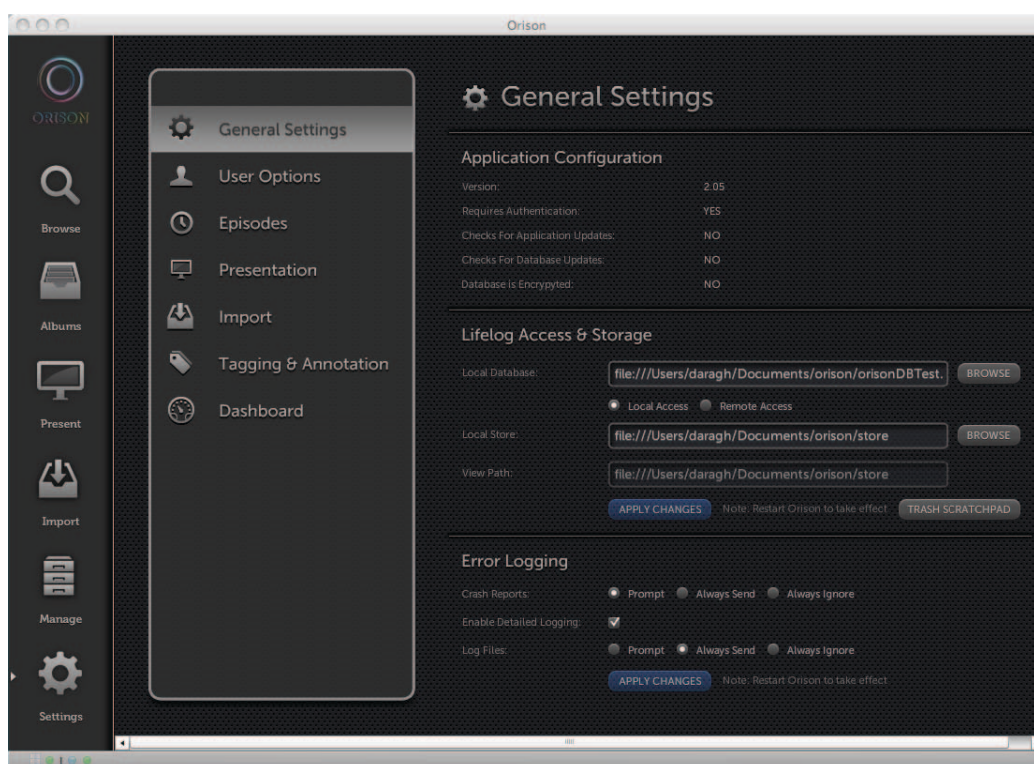 Orison
ORISON
Browse
Albums
Present
Import
Manage
Settings
General Settings
User Options
Episodes
Presentation
Import
Tagging & Annotation
Dashboard
General Settings
Application Configuration
Version: 2.05
Requires Authentication: YES
Checks For Application Updates: NO
Checks For Database Updates: NO
Database is Encrypyted: NO
Lifelog Access & Storage
Local Database: file:///Users/daragh/Documents/orison/orisonDBTest. BROWSE
Local Access Remote Access
Local Store: file:///Users/daragh/Documents/orison/store BROWSE
View Path: file:///Users/daragh/Documents/orison/store
APPLY CHANGES Note: Restart Orison to take effect TRASH SCRATCHPAD
Error Logging
Crash Reports: Prompt Always Send Always Ignore
Enable Detailed Logging:
Log Files: Prompt Always Send Always Ignore
APPLY CHANGES Note: Restart Orison to take effect